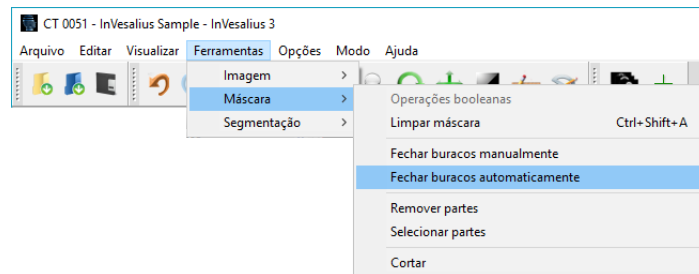 CT 0051 - InVesalius Sample - InVesalius 3
Arquivo Editar Visualizar Ferramentas Opções Modo Ajuda
Imagem
Máscara
Segmentação
Operações booleanas
Limpar máscara Ctrl+Shift+A
Fechar buracos manualmente
Fechar buracos automaticamente
Remover partes
Selecionar partes
Cortar